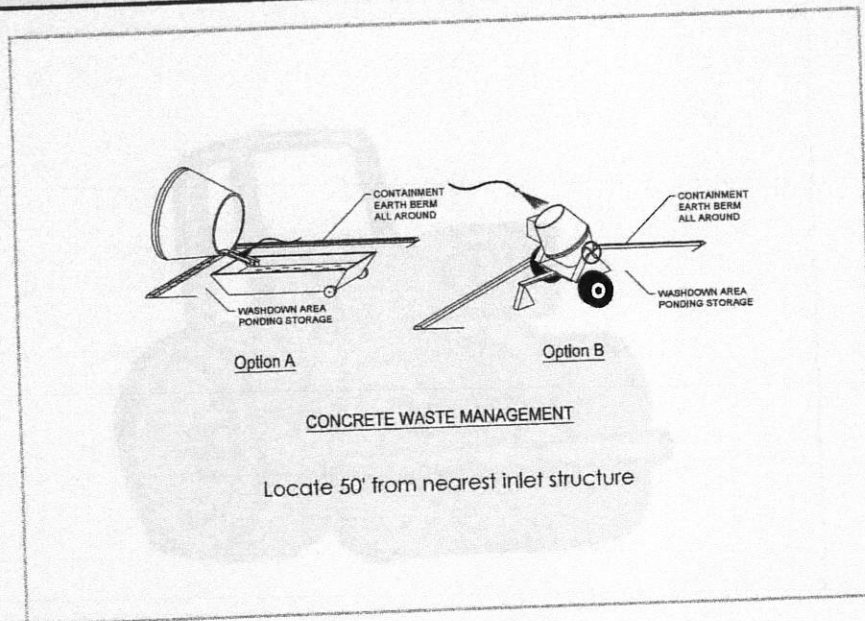 CONTAINMENT
EARTH BERM
ALL AROUND
WASHDOWN AREA
PONDING STORAGE
Option A
CONTAINMENT
EARTH BERM
ALL AROUND
WASHDOWN AREA
PONDING STORAGE
Option B
CONCRETE WASTE MANAGEMENT
Locate 50' from nearest inlet structure